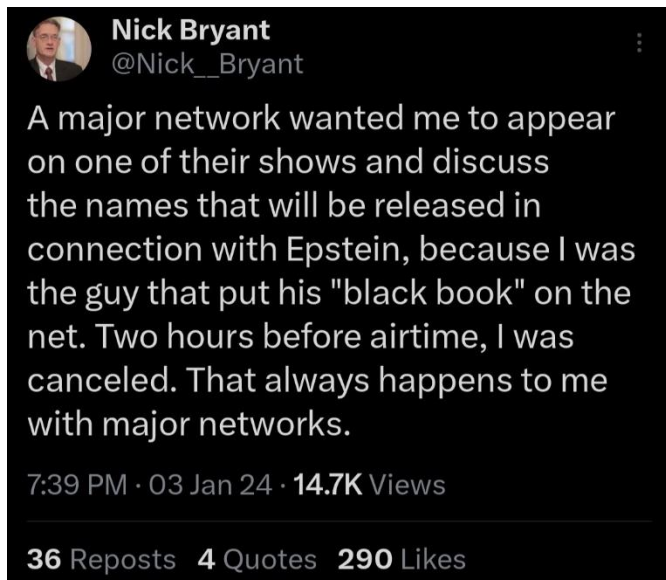 Nick Bryant
@Nick__Bryant
A major network wanted me to appear
on one of their shows and discuss
the names that will be released in
connection with Epstein, because I was
the guy that put his "black book" on the
net. Two hours before airtime, I was
canceled. That always happens to me
with major networks.
7:39 PM · 03 Jan 24 · 14.7K Views
36 Reposts 4 Quotes 290 Likes